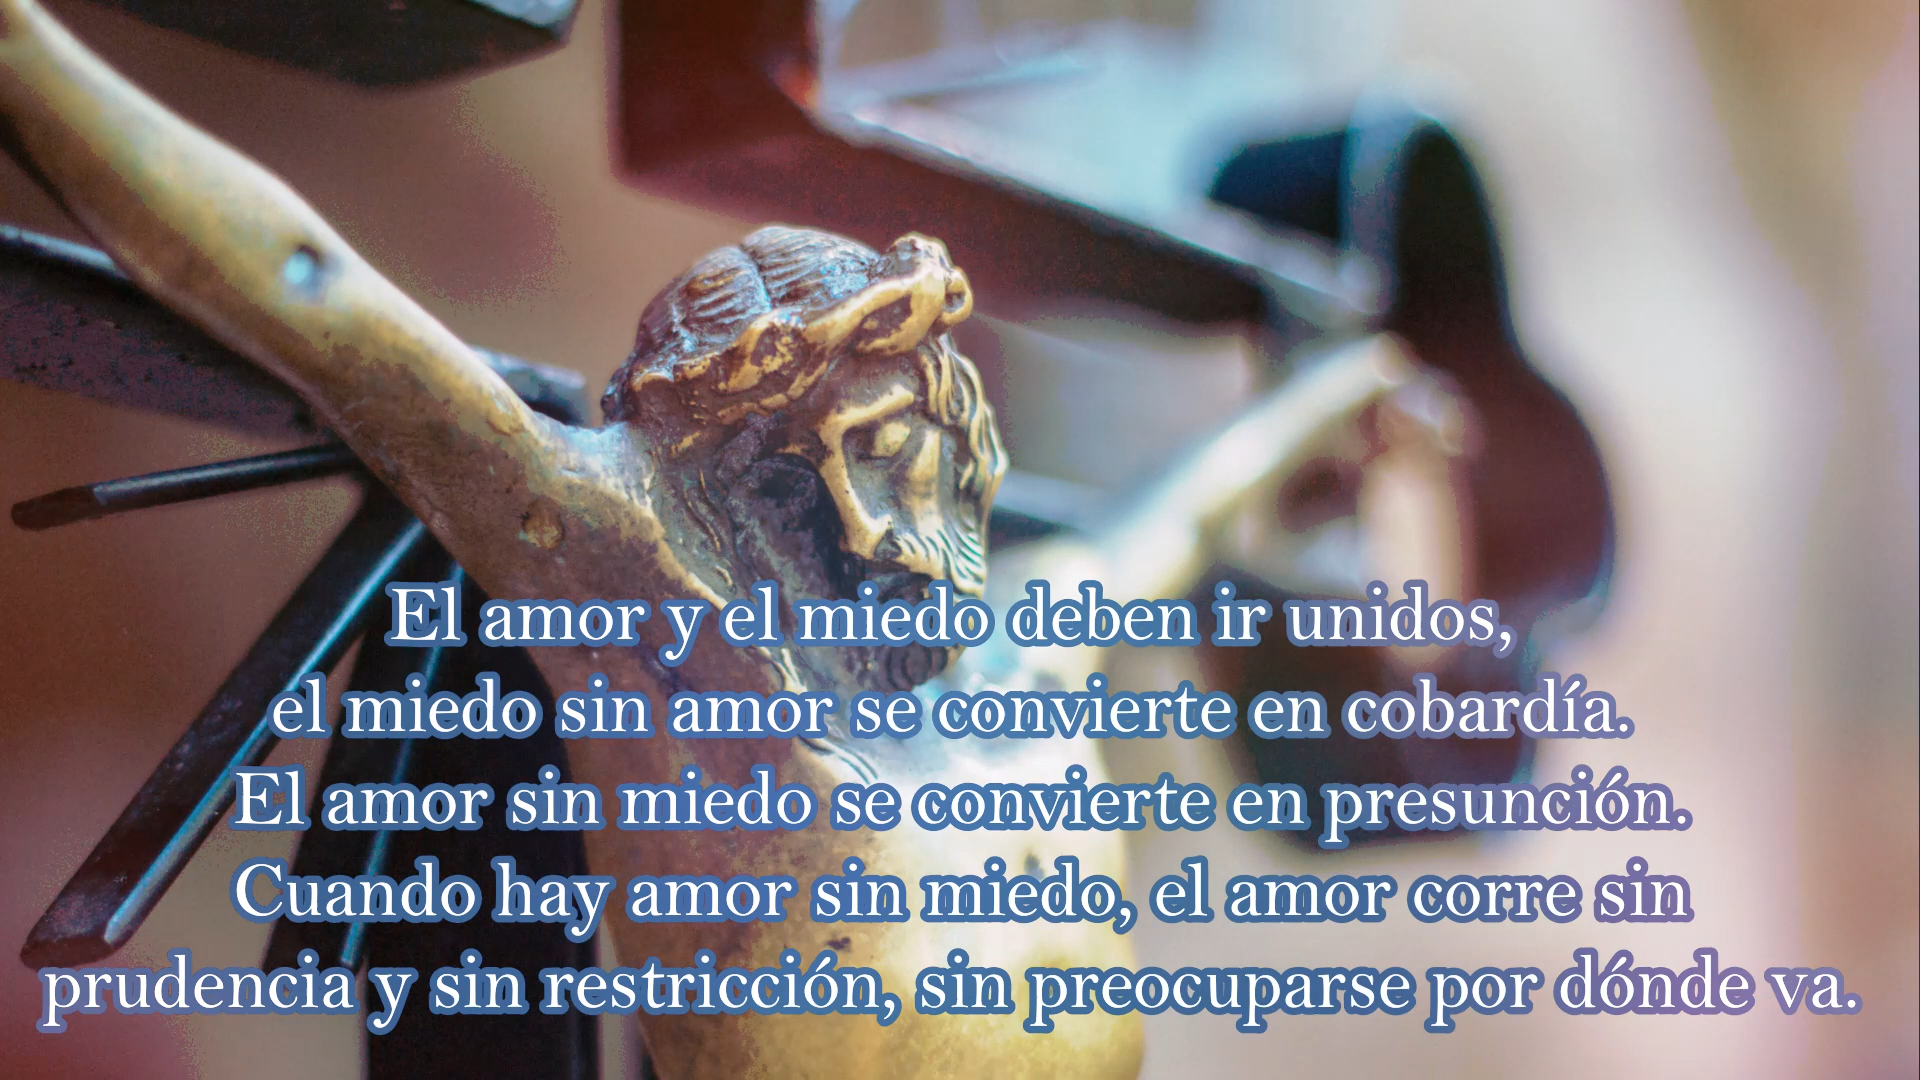 El amor y el miedo deben ir unidos,
el miedo sin amor se convierte en cobardía.
El amor sin miedo se convierte en presunción.
Cuando hay amor sin miedo, el amor corre sin
prudencia y sin restricción, sin preocuparse por dónde va.